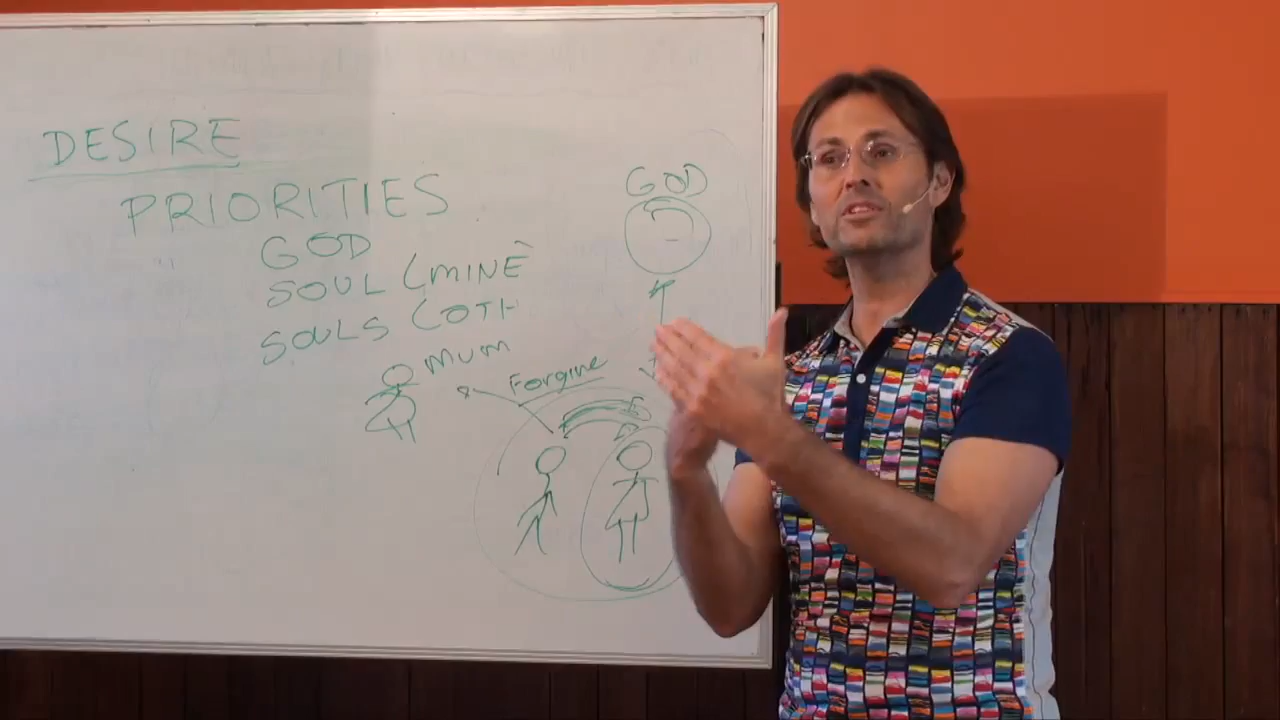 DESIRE
PRIORITIES
GOD
SOUL (MINE
SOULS (OTH
MUM
Forgive
GOD